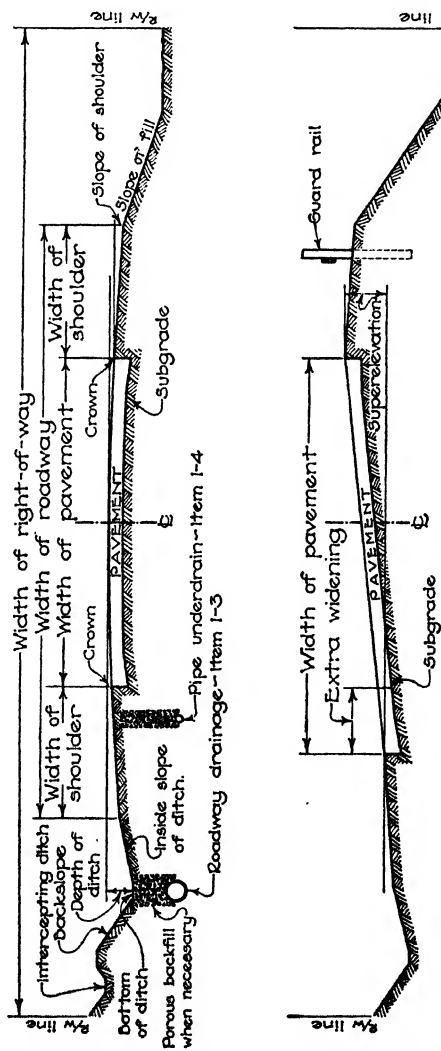 Width of right-of-way
Width of roadway
Width of pavement
Width of
shoulder
Width of
shoulder
R/W line
R/W line
Intercepting ditch
Backslope
Depth of
ditch
Crown
Crown
Slope of shoulder
Slope of fill
PAVEMENT
Subgrade
℄
Bottom
of ditch
Inside slope
of ditch.
Pipe underdrain-Item 1-4
Roadway drainage-Item 1-3
Porous backfill
when necessary
R/W line
R/W line
Width of pavement
Extra widening
Guard rail
PAVEMENT
Superelevation
Subgrade
℄